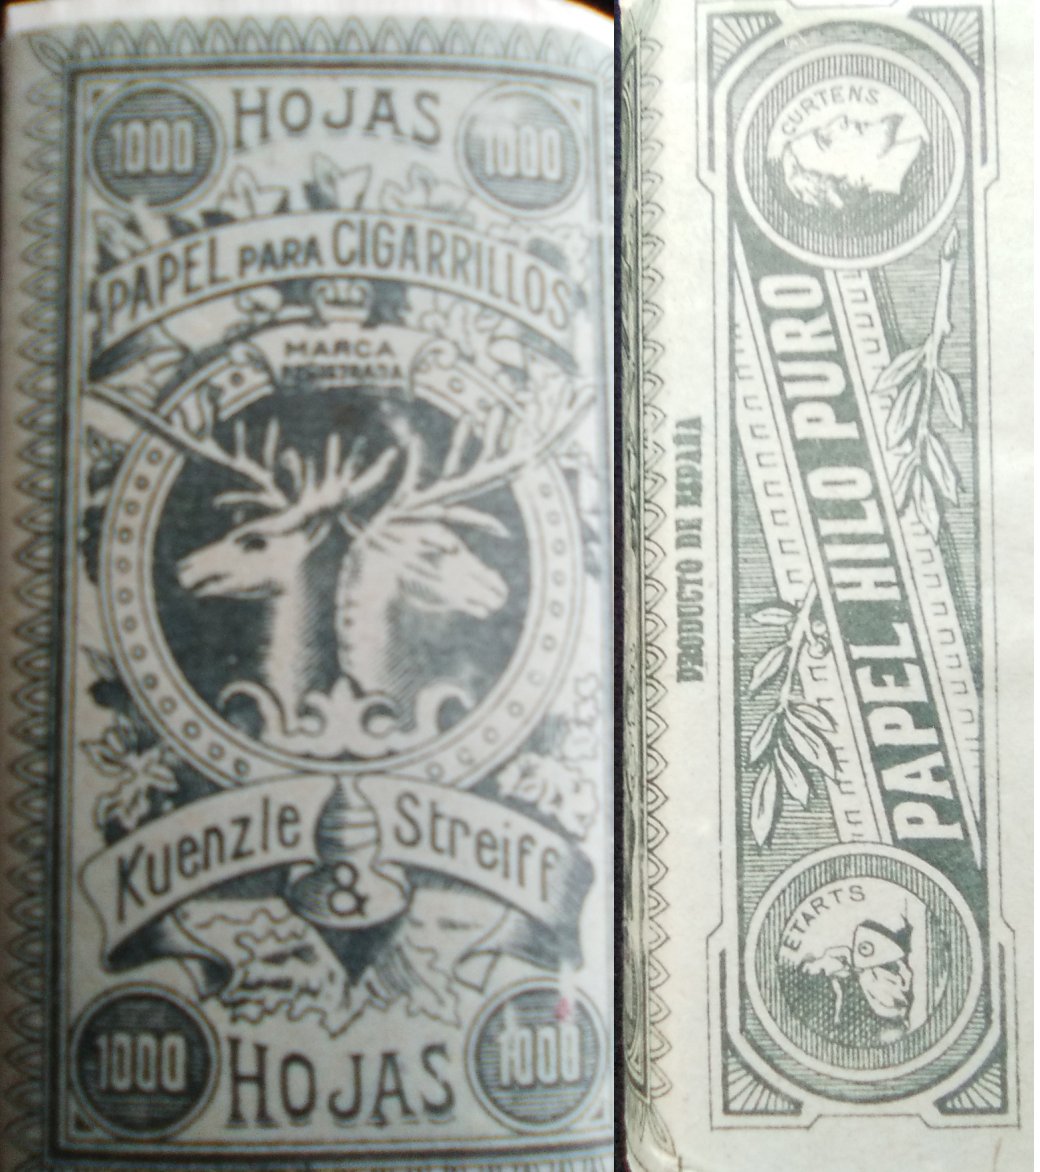 1000 HOJAS 1000
PAPEL PARA CIGARRILLOS
MARCA
REGISTRADA
Kuenzle & Streiff
1000 HOJAS 1000
PRODUCTO DE ESPAÑA
CURTENS
PAPEL HILO PURO
ETARTS